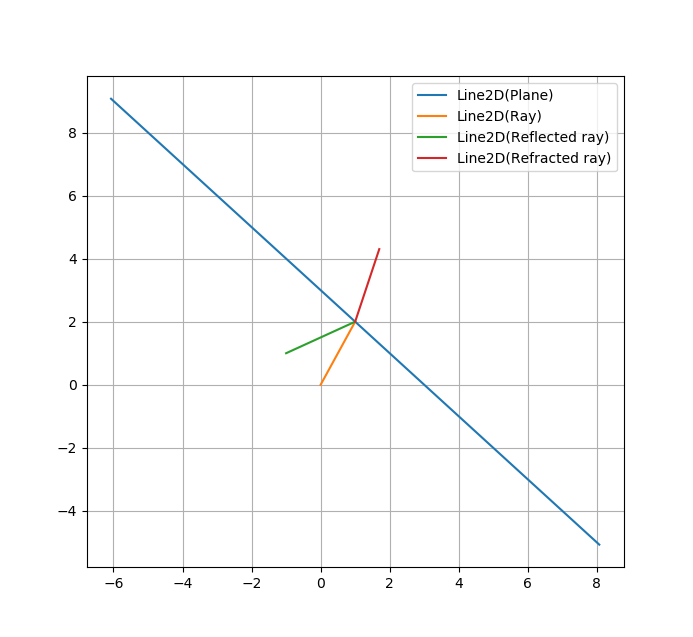 Line2D(Plane)
Line2D(Ray)
Line2D(Reflected ray)
Line2D(Refracted ray)
8
6
4
2
0
−2
−4
−6 −4 −2 0 2 4 6 8